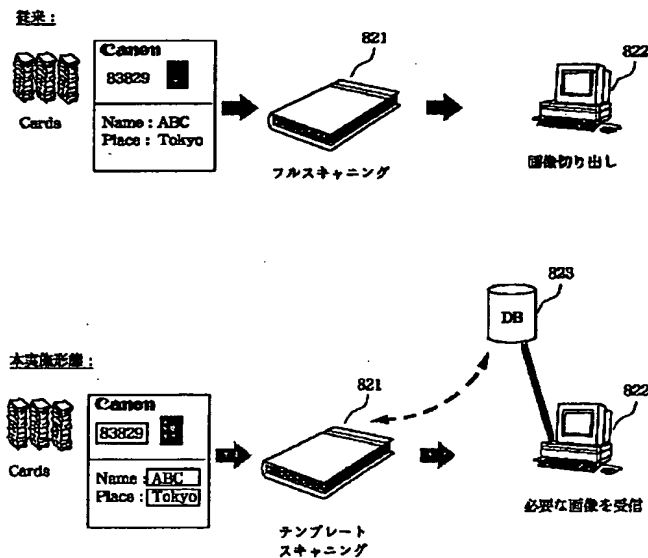 従来：
Canon
83829
Name : ABC
Place : Tokyo
Cards
821
フルスキャニング
822
画像切り出し
823
DB
本実施形態：
Canon
83829
Name : ABC
Place : Tokyo
Cards
821
テンプレート
スキャニング
822
必要な画像を受信